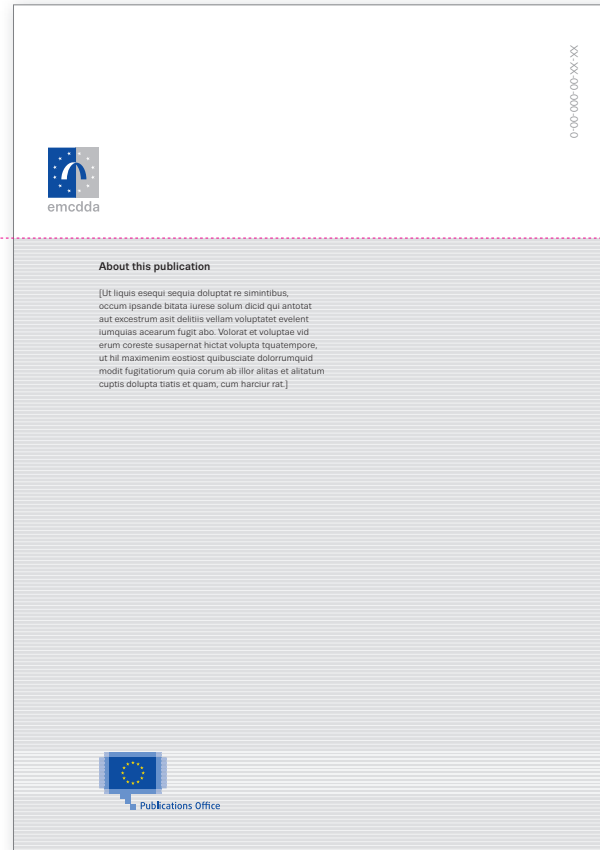 XX-XX-00-000-00-0
emcdda
About this publication
[Ut liquis esequi sequia doluptat re simintibus,
occum ipsande bitata iurese solum dicid qui antotat
aut excestrum asit delitiis vellam voluptatet evelent
iumquias acearum fugit abo. Volorat et voluptae vid
erum coreste susapernat hictat volupta tquatempore,
ut hil maximenim eostiost quibusciate dolorrumquid
modit fugitatiorum quia corum ab illor alitas et alitatum
cuptis dolupta tiatis et quam, cum harciur rat.]
Publications Office